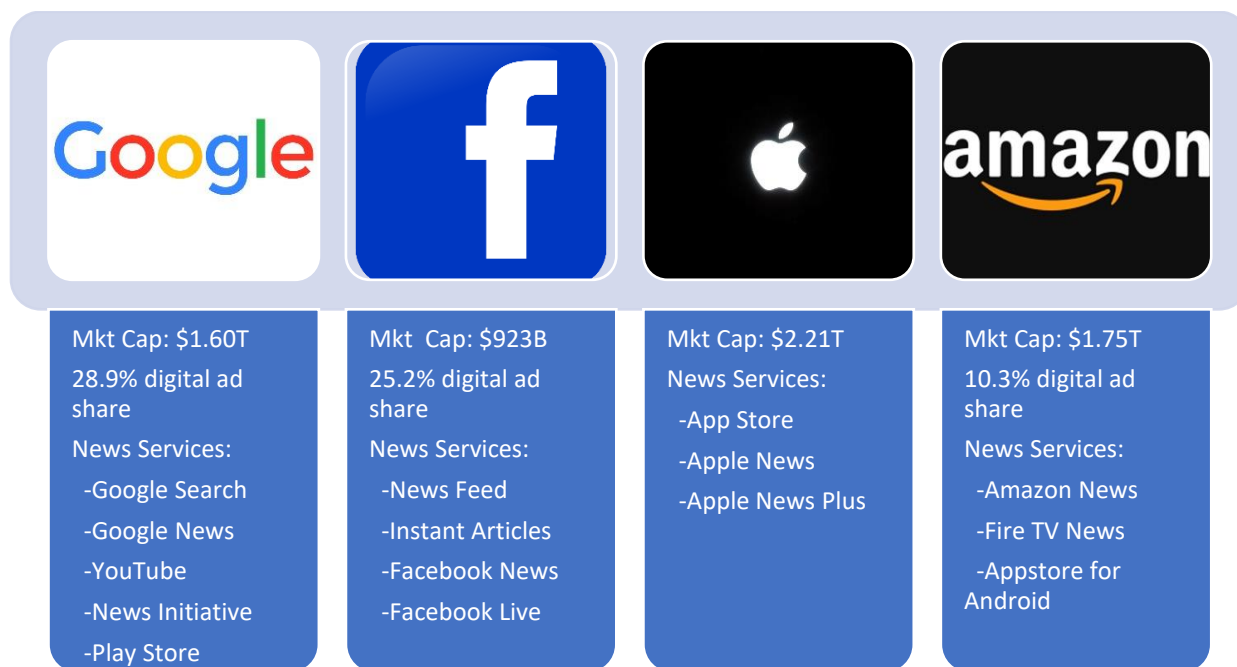 Google
f
amazon
Mkt Cap: $1.60T
28.9% digital ad
share
News Services:
-Google Search
-Google News
-YouTube
-News Initiative
-Play Store
Mkt Cap: $923B
25.2% digital ad
share
News Services:
-News Feed
-Instant Articles
-Facebook News
-Facebook Live
Mkt Cap: $2.21T
News Services:
-App Store
-Apple News
-Apple News Plus
Mkt Cap: $1.75T
10.3% digital ad
share
News Services:
-Amazon News
-Fire TV News
-Appstore for
Android